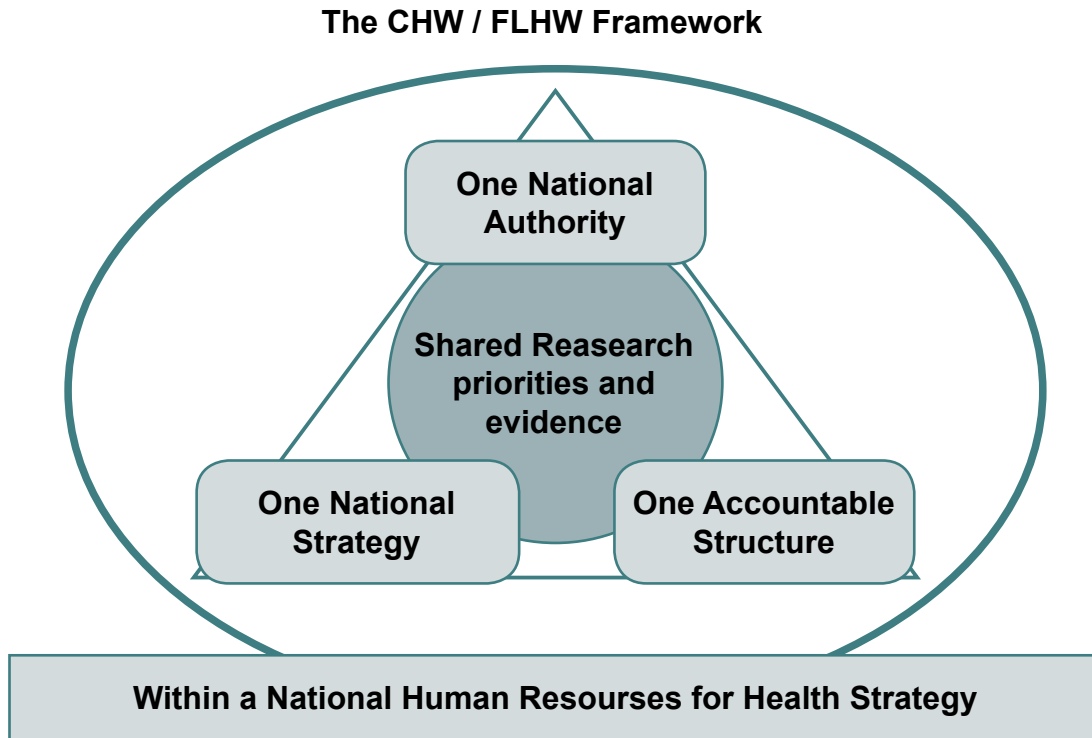 The CHW / FLHW Framework
One National
Authority
Shared Reasearch
priorities and
evidence
One National
Strategy
One Accountable
Structure
Within a National Human Resourses for Health Strategy